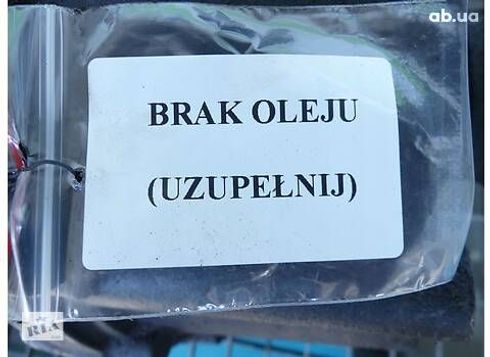 ab.ua
BRAK OLEJU
(UZUPEŁNIJ)
RIA